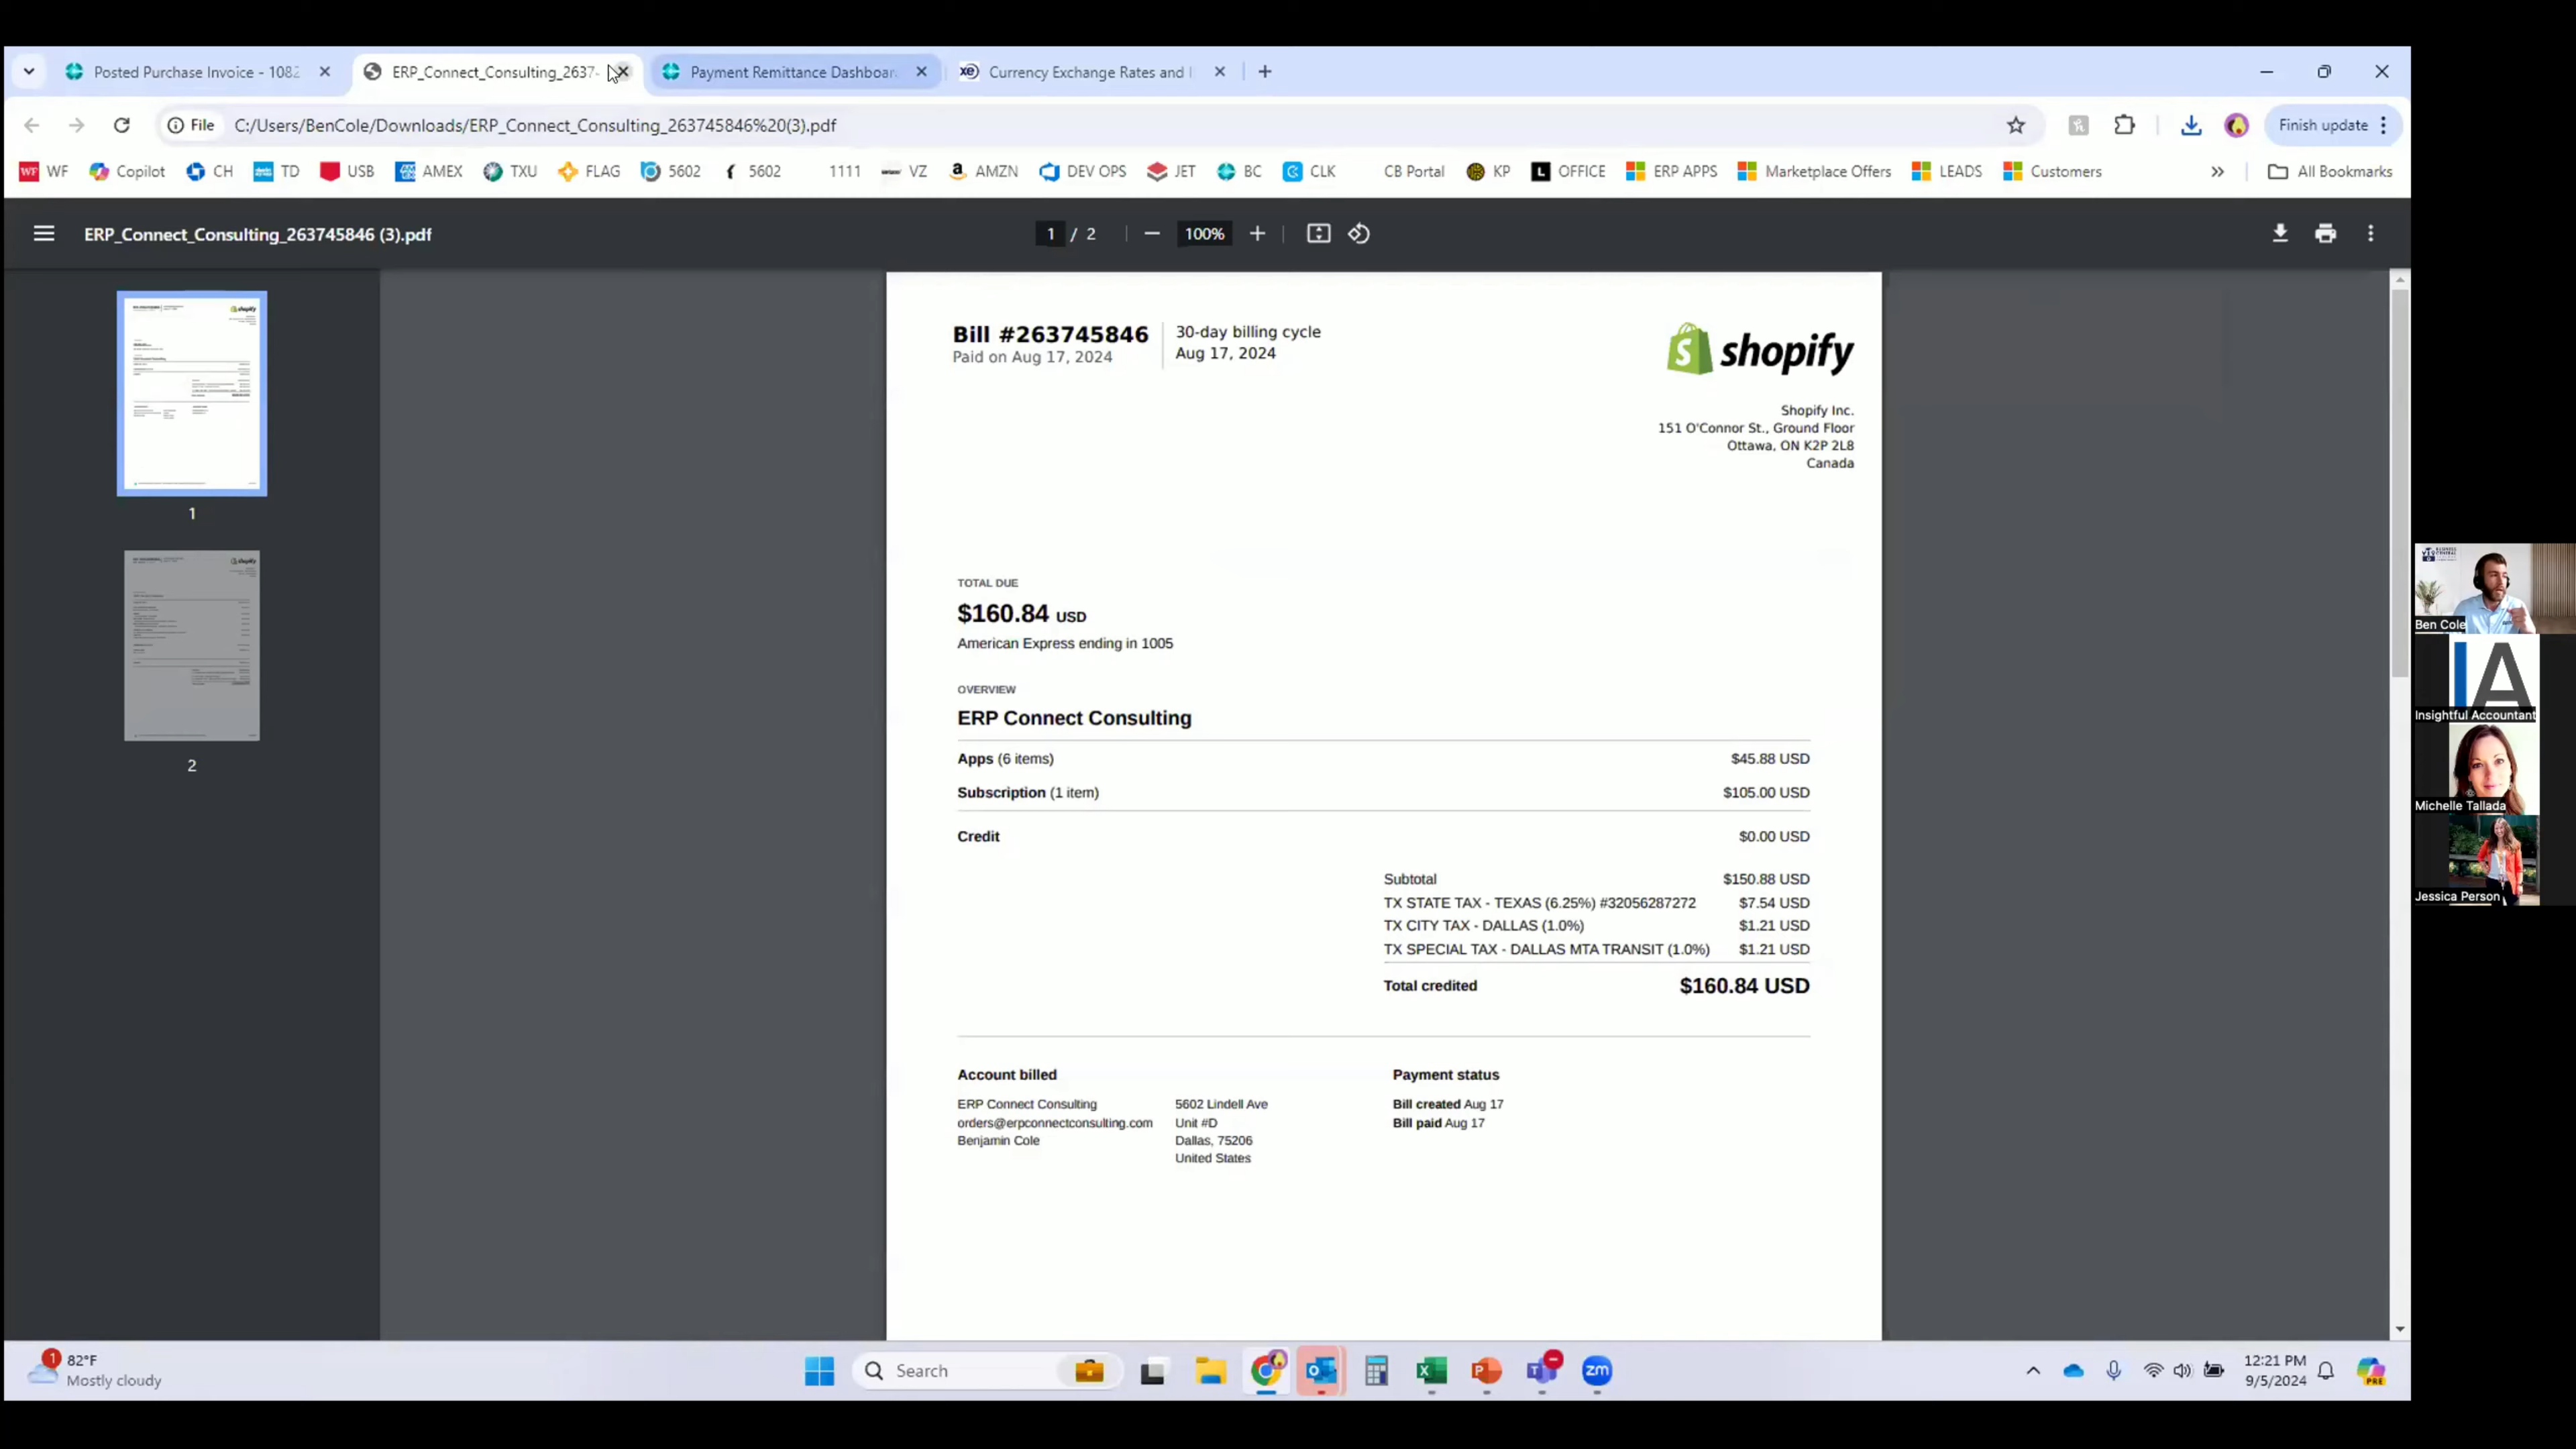 Posted Purchase Invoice - 1082
ERP_Connect_Consulting_2637
Payment Remittance Dashboar
xe Currency Exchange Rates and I
File C:/Users/BenCole/Downloads/ERP_Connect_Consulting_263745846%20(3).pdf
Finish update
WF WF Copilot CH TD USB AMEX TXU FLAG 5602 5602 1111 VZ AMZN DEV OPS JET BC CLK CB Portal KP L OFFICE ERP APPS Marketplace Offers LEADS Customers All Bookmarks
ERP_Connect_Consulting_263745846 (3).pdf
1 / 2 100%
1
2
Bill #263745846
Paid on Aug 17, 2024
30-day billing cycle
Aug 17, 2024
shopify
Shopify Inc.
151 O'Connor St., Ground Floor
Ottawa, ON K2P 2L8
Canada
TOTAL DUE
$160.84 USD
American Express ending in 1005
OVERVIEW
ERP Connect Consulting
Apps (6 items) $45.88 USD
Subscription (1 item) $105.00 USD
Credit $0.00 USD
Subtotal $150.88 USD
TX STATE TAX - TEXAS (6.25%) #32056287272 $7.54 USD
TX CITY TAX - DALLAS (1.0%) $1.21 USD
TX SPECIAL TAX - DALLAS MTA TRANSIT (1.0%) $1.21 USD
Total credited $160.84 USD
Account billed
ERP Connect Consulting
orders@erpconnectconsulting.com
Benjamin Cole
5602 Lindell Ave
Unit #D
Dallas, 75206
United States
Payment status
Bill created Aug 17
Bill paid Aug 17
Ben Cole
IA
Insightful Accountant
Michelle Tallada
Jessica Person
1
82°F
Mostly cloudy
Search
zm
12:21 PM
9/5/2024
PRE